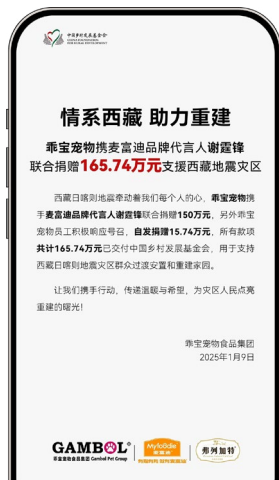 中国乡村发展基金会
CHINA FOUNDATION
FOR RURAL DEVELOPMENT
情系西藏 助力重建
乖宝宠物携麦富迪品牌代言人谢霆锋
联合捐赠165.74万元支援西藏地震灾区
西藏日喀则地震牵动着我们每个人的心，乖宝宠物携
手麦富迪品牌代言人谢霆锋联合捐赠150万元，另外乖宝
宠物员工积极响应号召，自发捐赠15.74万元，所有款项
共计165.74万元已交付中国乡村发展基金会，用于支持
西藏日喀则地震灾区群众过渡安置和重建家园。
让我们携手行动，传递温暖与希望，为灾区人民点亮
重建的曙光！
乖宝宠物食品集团
2025年1月9日
GAMBOL
乖宝宠物食品集团 Gambol Pet Group
Myfoodie
麦富迪
弗列加特